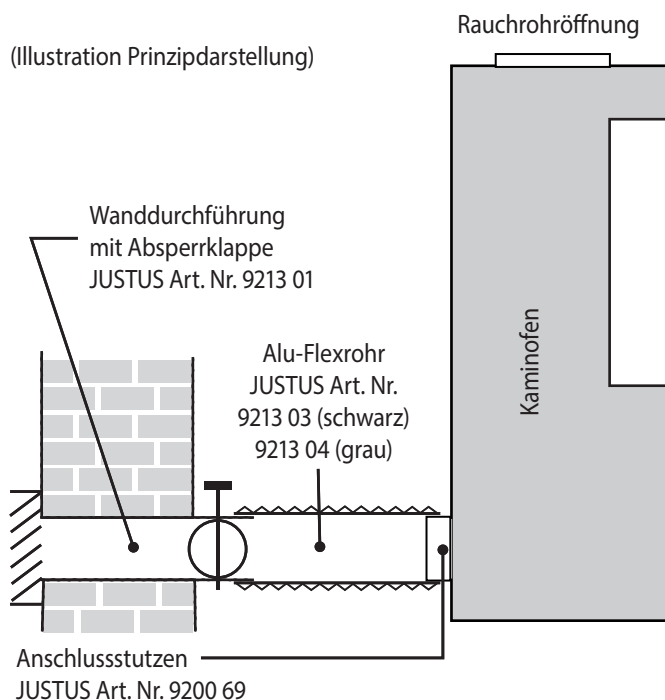 Rauchrohröffnung
(Illustration Prinzipdarstellung)
Wanddurchführung
mit Absperrklappe
JUSTUS Art. Nr. 9213 01
Alu-Flexrohr
JUSTUS Art. Nr.
9213 03 (schwarz)
9213 04 (grau)
Kaminofen
Anschlussstutzen
JUSTUS Art. Nr. 9200 69